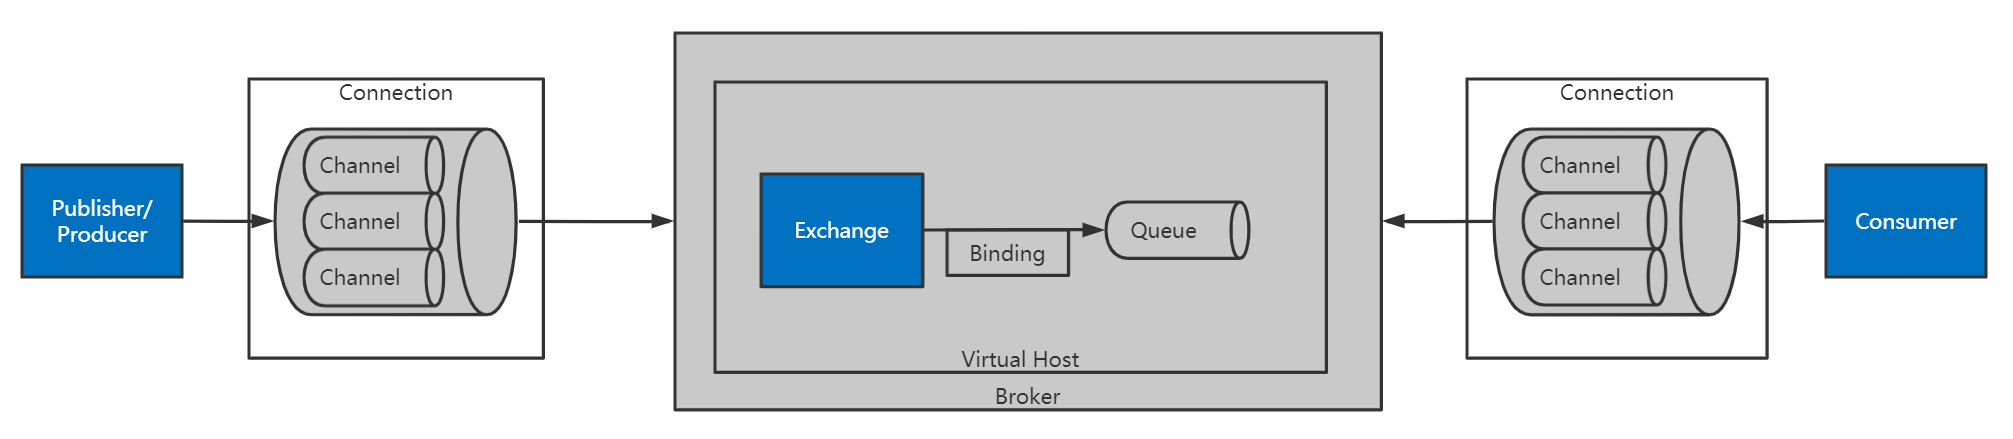 Publisher/
Producer
Connection
Channel
Channel
Channel
Exchange
Binding
Queue
Virtual Host
Broker
Connection
Channel
Channel
Channel
Consumer